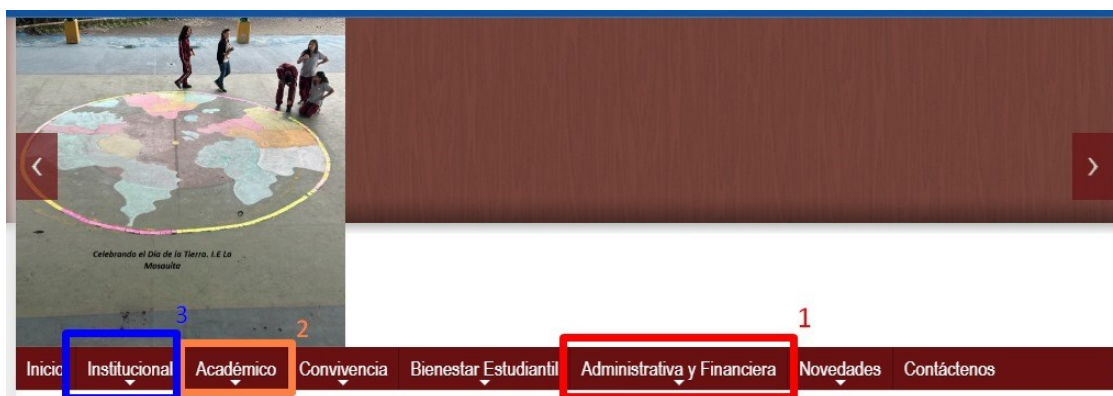 Celebrando el Día de la Tierra. I.E La
Mosquita
3
2
1
Inicio Institucional Académico Convivencia Bienestar Estudiantil Administrativa y Financiera Novedades Contáctenos